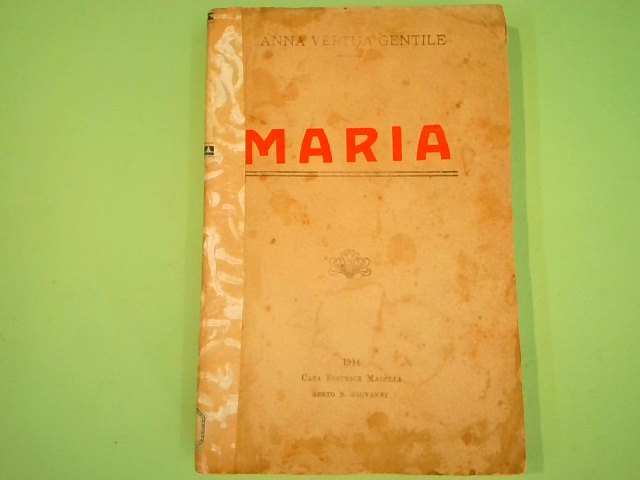 ANNA VERTUA GENTILE
MARIA
1914
CASA EDITRICE MADELLA
SESTO S. GIOVANNI